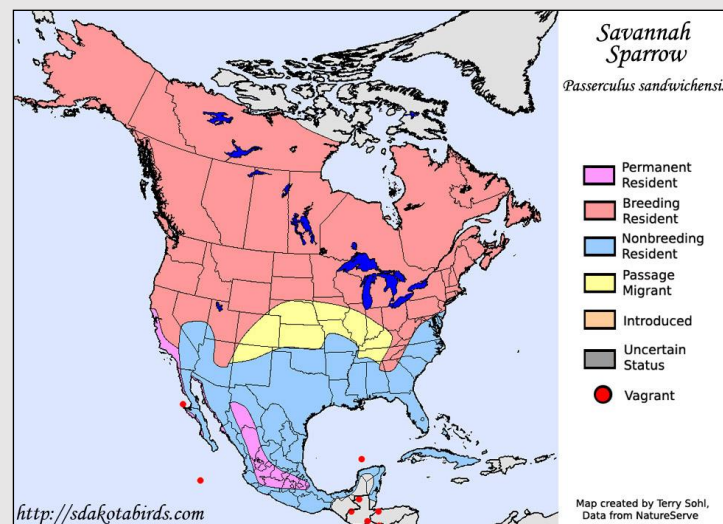 Savannah
Sparrow
Passerculus sandwichensis
Permanent
Resident
Breeding
Resident
Nonbreeding
Resident
Passage
Migrant
Introduced
Uncertain
Status
Vagrant
http://sdakotabirds.com
Map created by Terry Sohl,
Data from NatureServe